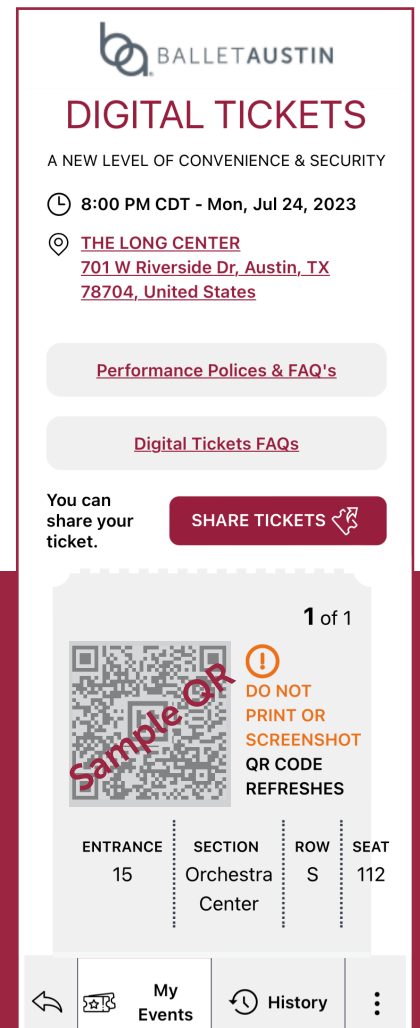 ba BALLETAUSTIN
DIGITAL TICKETS
A NEW LEVEL OF CONVENIENCE & SECURITY
8:00 PM CDT - Mon, Jul 24, 2023
THE LONG CENTER
701 W Riverside Dr, Austin, TX
78704, United States
Performance Polices & FAQ's
Digital Tickets FAQs
You can
share your
ticket.
SHARE TICKETS
1 of 1
Sample QR
DO NOT
PRINT OR
SCREENSHOT
QR CODE
REFRESHES
ENTRANCE SECTION ROW SEAT
15 Orchestra S 112
Center
My
Events
History